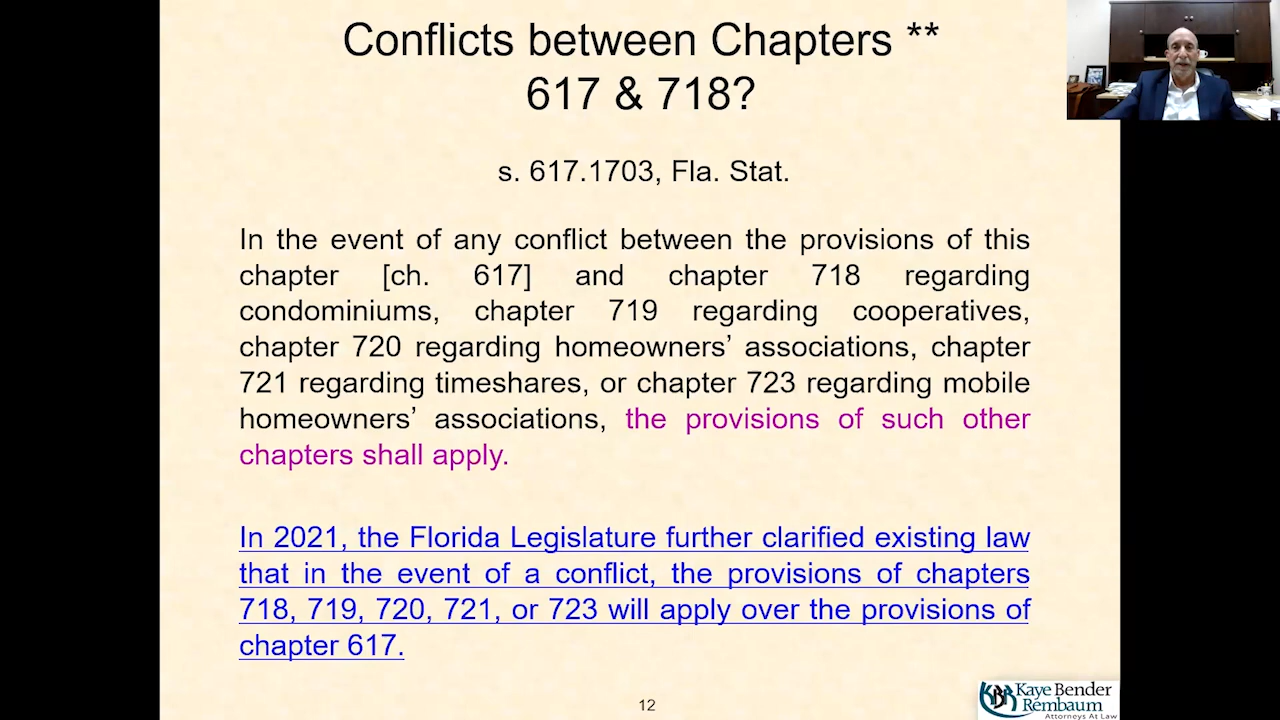 Conflicts between Chapters **
617 & 718?
s. 617.1703, Fla. Stat.
In the event of any conflict between the provisions of this
chapter [ch. 617] and chapter 718 regarding
condominiums, chapter 719 regarding cooperatives,
chapter 720 regarding homeowners’ associations, chapter
721 regarding timeshares, or chapter 723 regarding mobile
homeowners’ associations, the provisions of such other
chapters shall apply.
In 2021, the Florida Legislature further clarified existing law
that in the event of a conflict, the provisions of chapters
718, 719, 720, 721, or 723 will apply over the provisions of
chapter 617.
12
KBR Kaye Bender
Rembaum
Attorneys At Law